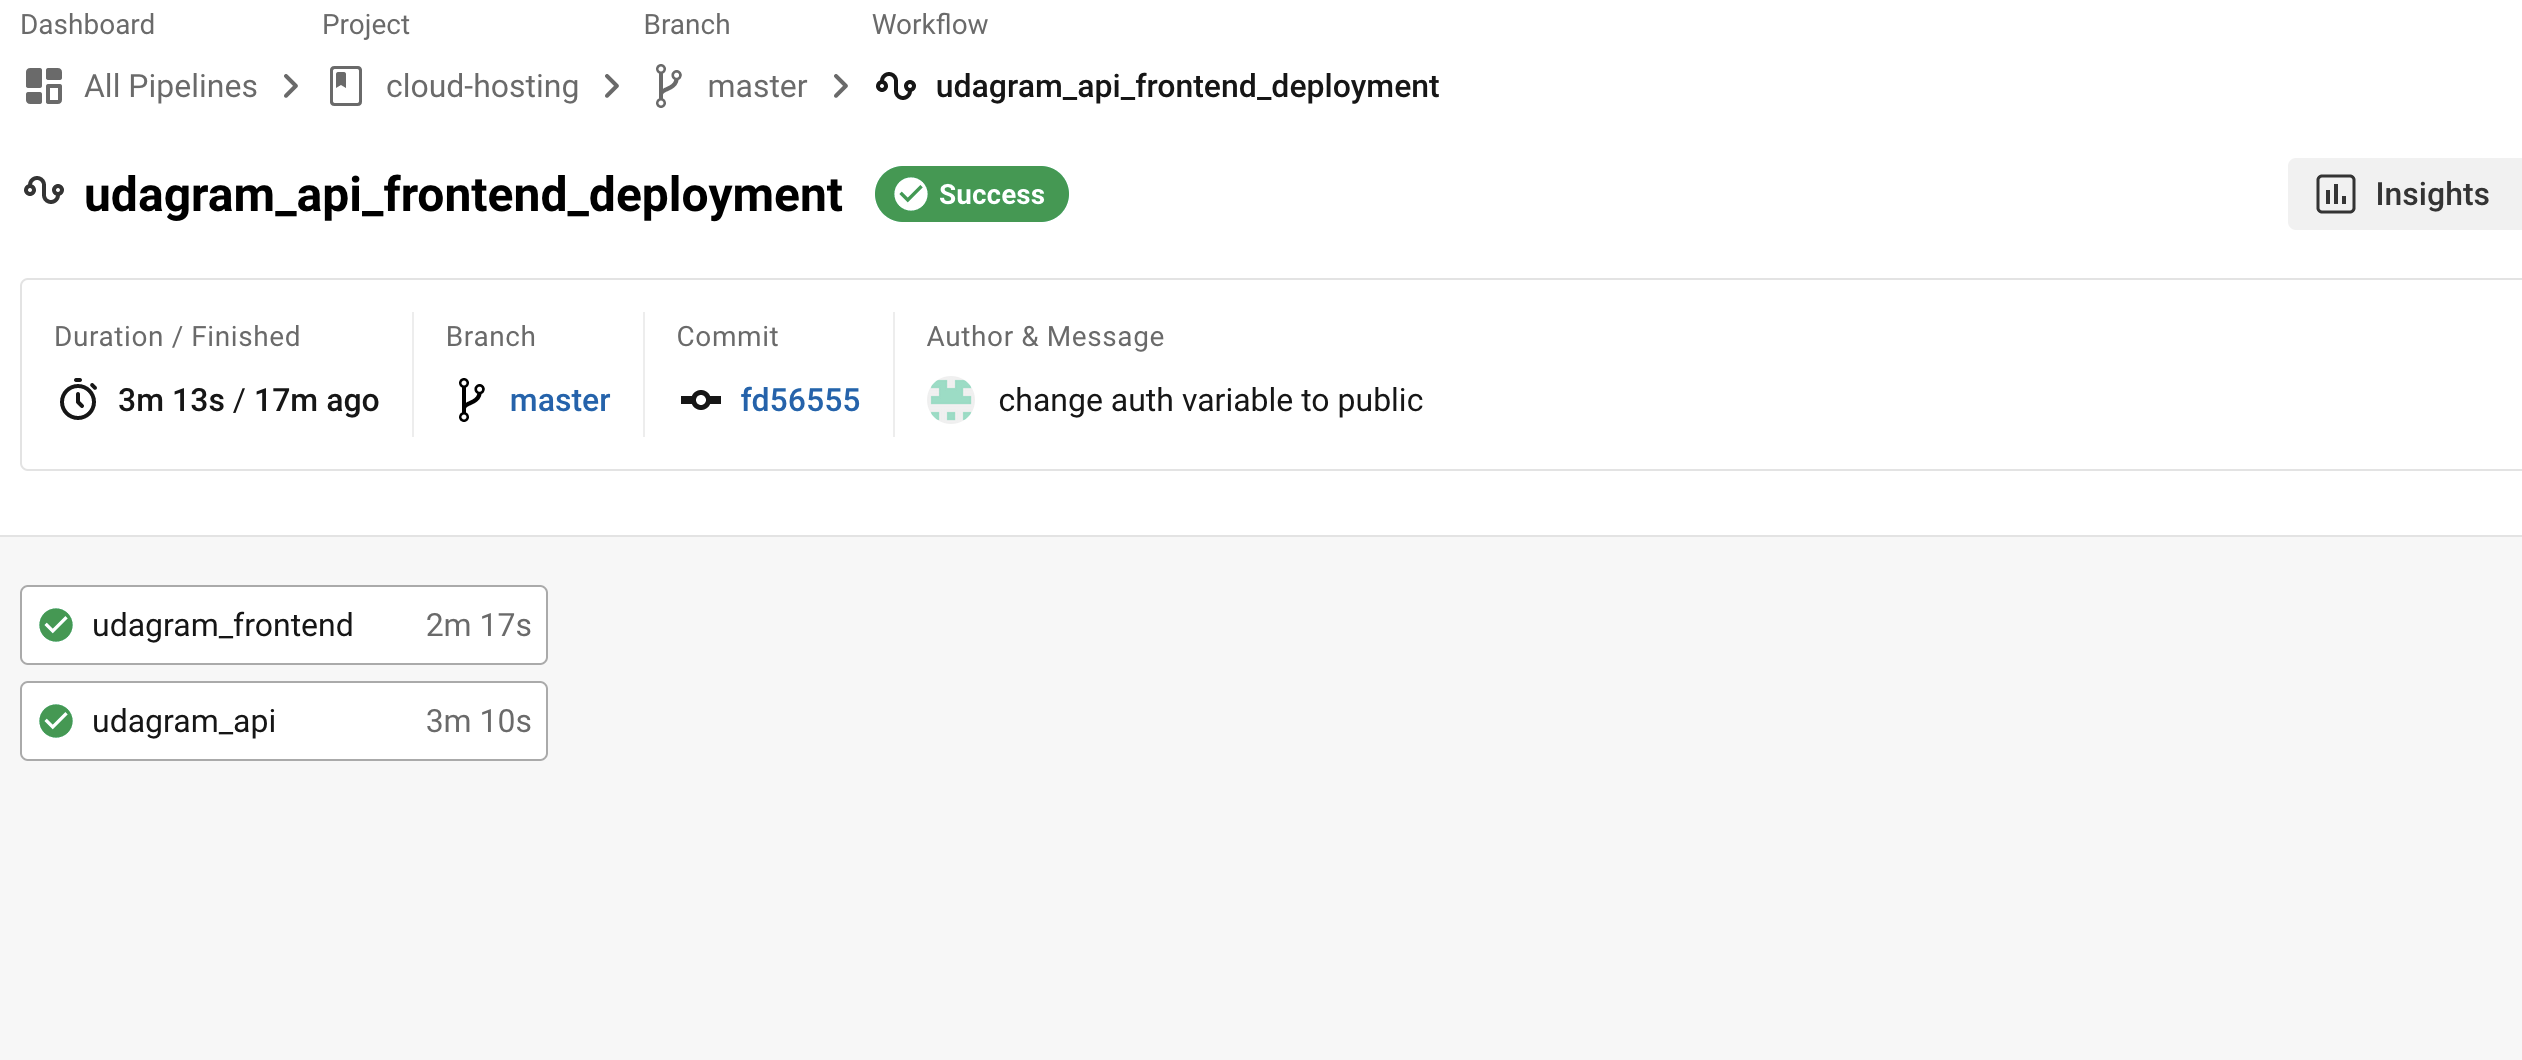 Dashboard Project Branch Workflow
All Pipelines cloud-hosting master udagram_api_frontend_deployment
udagram_api_frontend_deployment Success Insights
Duration / Finished Branch Commit Author & Message
3m 13s / 17m ago master fd56555 change auth variable to public
udagram_frontend 2m 17s
udagram_api 3m 10s